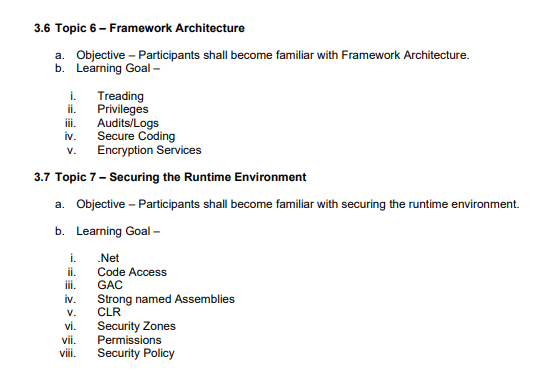 3.6 Topic 6 – Framework Architecture
a. Objective – Participants shall become familiar with Framework Architecture.
b. Learning Goal –
i. Treading
ii. Privileges
iii. Audits/Logs
iv. Secure Coding
v. Encryption Services
3.7 Topic 7 – Securing the Runtime Environment
a. Objective – Participants shall become familiar with securing the runtime environment.
b. Learning Goal –
i. .Net
ii. Code Access
iii. GAC
iv. Strong named Assemblies
v. CLR
vi. Security Zones
vii. Permissions
viii. Security Policy